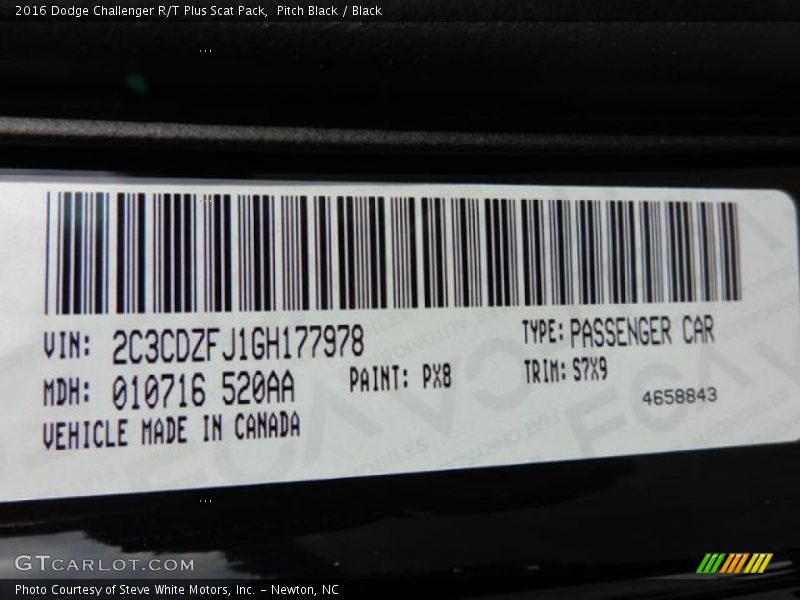 2016 Dodge Challenger R/T Plus Scat Pack, Pitch Black / Black
VIN: 2C3CDZFJ1GH177978
TYPE: PASSENGER CAR
MDH: 010716 520AA
PAINT: PX8
TRIM: S7X9
4658843
VEHICLE MADE IN CANADA
GTCARLOT.COM
Photo Courtesy of Steve White Motors, Inc. – Newton, NC